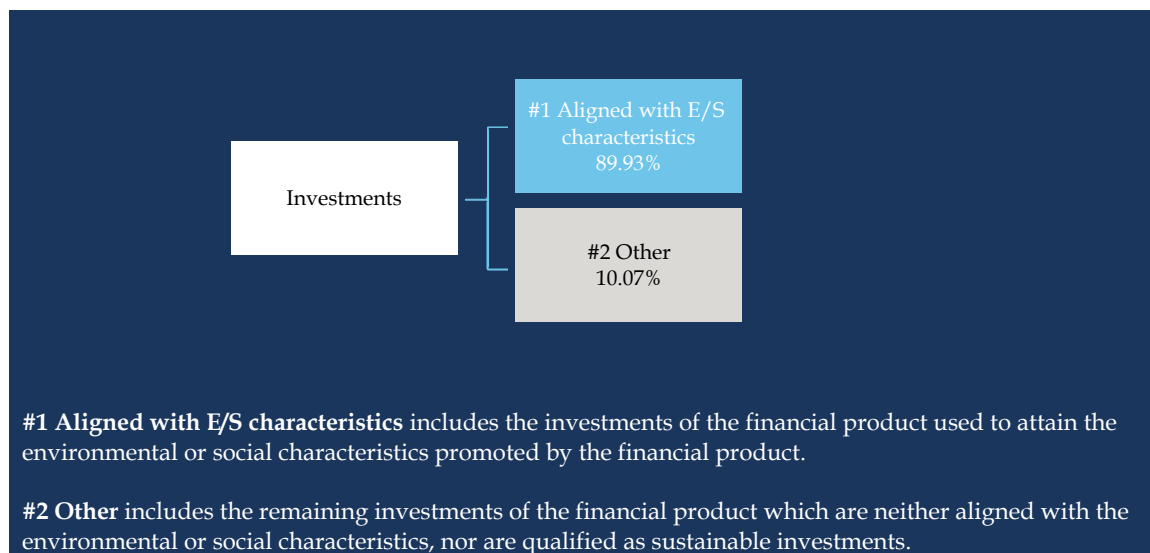 #1 Aligned with E/S
characteristics
89.93%
Investments
#2 Other
10.07%
#1 Aligned with E/S characteristics includes the investments of the financial product used to attain the
environmental or social characteristics promoted by the financial product.
#2 Other includes the remaining investments of the financial product which are neither aligned with the
environmental or social characteristics, nor are qualified as sustainable investments.